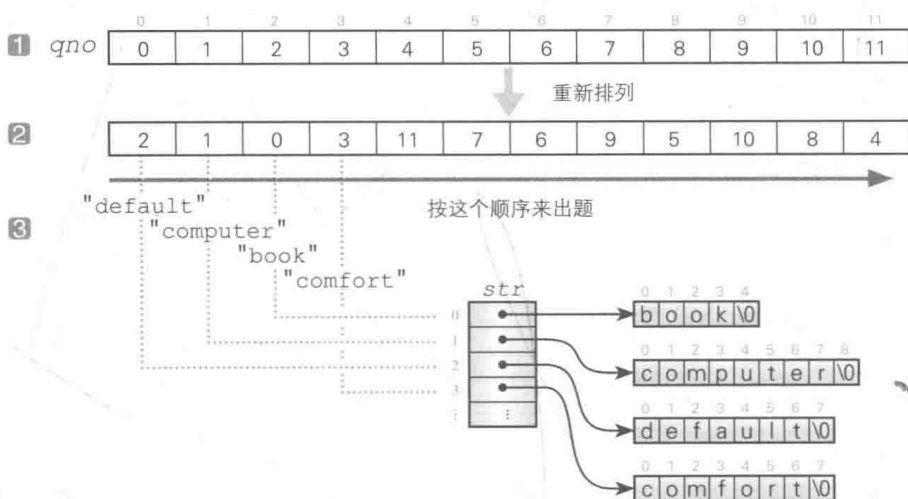 0 1 2 3 4 5 6 7 8 9 10 11
1 qno 0 1 2 3 4 5 6 7 8 9 10 11
重新排列
2 2 1 0 3 11 7 6 9 5 10 8 4
按这个顺序来出题
"default"
3 "computer"
"book"
"comfort"
str
0 1 2 3 4
0 b o o k \0
0 1 2 3 4 5 6 7 8
1 c o m p u t e r \0
2
0 1 2 3 4 5 6 7
3 d e f a u l t \0
⋮ ⋮
0 1 2 3 4 5 6 7
c o m f o r t \0